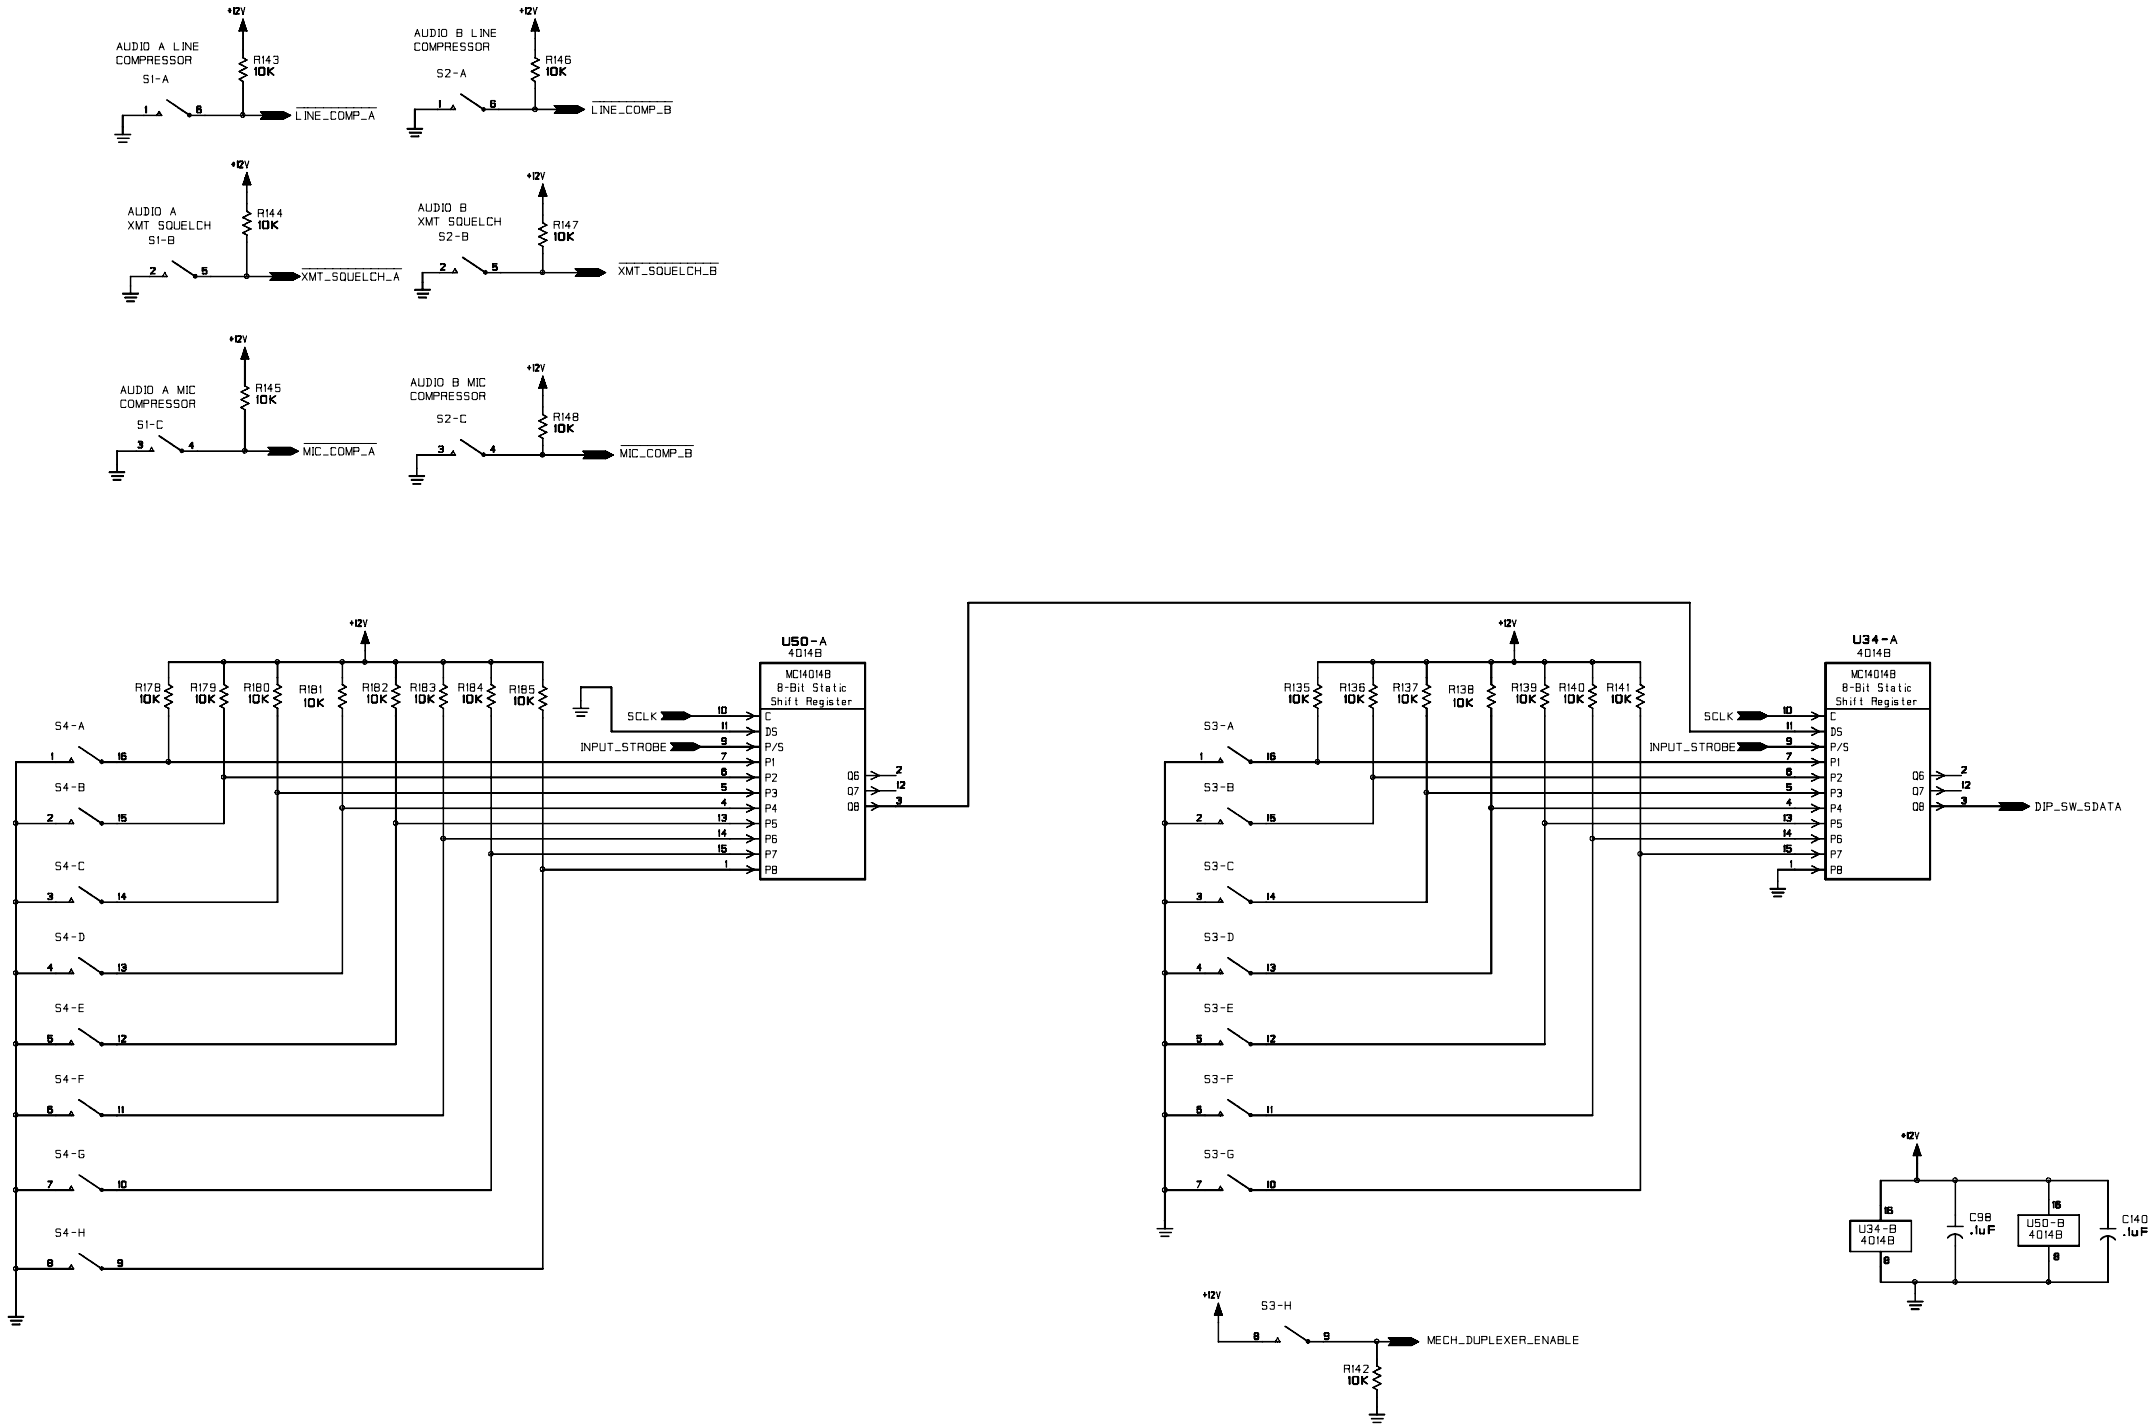 +12V
AUDIO A LINE
COMPRESSOR
S1-A
R143
10K
1
6
LINE_COMP_A
+12V
AUDIO B LINE
COMPRESSOR
S2-A
R146
10K
1
6
LINE_COMP_B
+12V
AUDIO A
XMT SQUELCH
S1-B
R144
10K
2
5
XMT_SQUELCH_A
+12V
AUDIO B
XMT SQUELCH
S2-B
R147
10K
2
5
XMT_SQUELCH_B
+12V
AUDIO A MIC
COMPRESSOR
S1-C
R145
10K
3
4
MIC_COMP_A
+12V
AUDIO B MIC
COMPRESSOR
S2-C
R148
10K
3
4
MIC_COMP_B
+12V
R178
10K
R179
10K
R180
10K
R181
10K
R182
10K
R183
10K
R184
10K
R185
10K
S4-A
1
16
S4-B
2
15
S4-C
3
14
S4-D
4
13
S4-E
5
12
S4-F
6
11
S4-G
7
10
S4-H
8
9
U50-A
4014B
MC14014B
8-Bit Static
Shift Register
SCLK
10
C
11
DS
INPUT_STROBE
9
P/S
7
P1
6
P2
5
P3
4
P4
13
P5
14
P6
15
P7
1
P8
Q6
2
Q7
12
Q8
3
+12V
R135
10K
R136
10K
R137
10K
R138
10K
R139
10K
R140
10K
R141
10K
S3-A
1
16
S3-B
2
15
S3-C
3
14
S3-D
4
13
S3-E
5
12
S3-F
6
11
S3-G
7
10
U34-A
4014B
MC14014B
8-Bit Static
Shift Register
SCLK
10
C
11
DS
INPUT_STROBE
9
P/S
7
P1
6
P2
5
P3
4
P4
13
P5
14
P6
15
P7
1
P8
Q6
2
Q7
12
Q8
3
DIP_SW_SDATA
+12V
16
U34-B
4014B
8
C98
.1uF
16
U50-B
4014B
8
C140
.1uF
+12V
S3-H
8
9
MECH_DUPLEXER_ENABLE
R142
10K